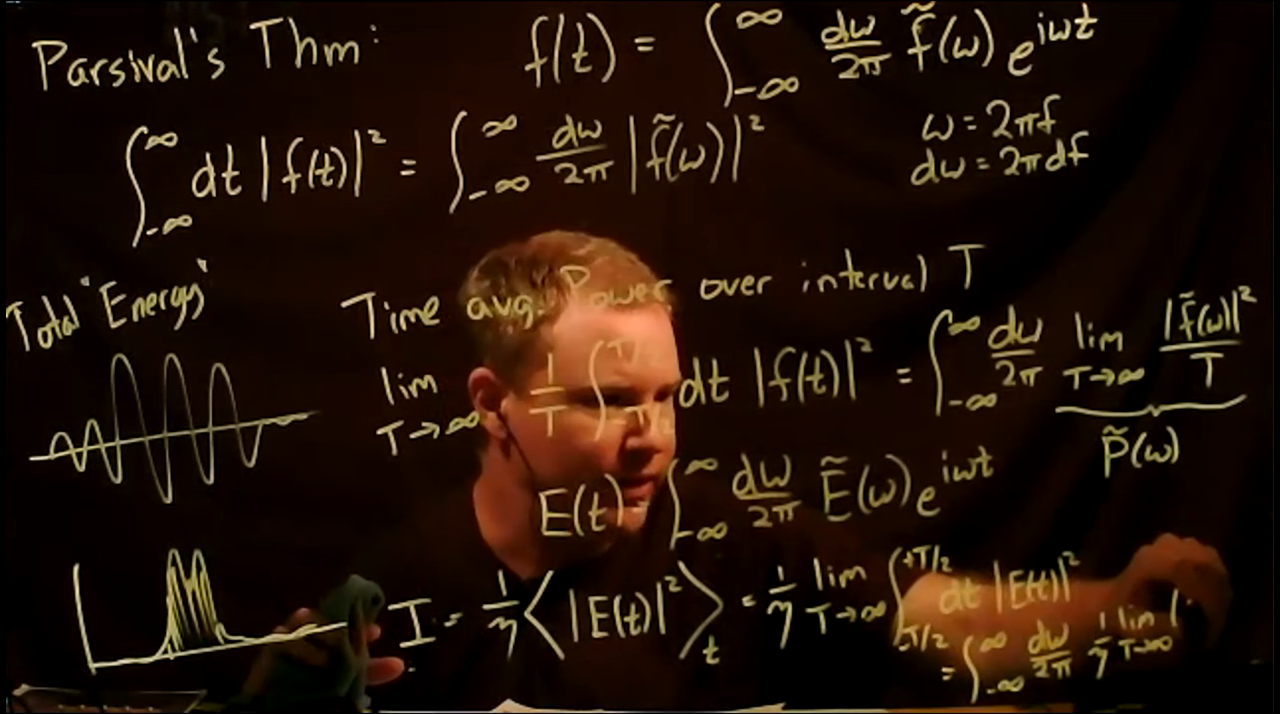 Parsival's Thm:
f(t) = ∫_{-∞}^{∞} dω/2π f̃(ω) e^{iωt}
∫_{-∞}^{∞} dt |f(t)|² = ∫_{-∞}^{∞} dω/2π |f̃(ω)|²
ω = 2πf
dω = 2πdf
Total "Energy"
Time avg. Power over interval T
lim_{T→∞} 1/T ∫_{-T/2}^{T/2} dt |f(t)|² = ∫_{-∞}^{∞} dω/2π lim_{T→∞} |f̃(ω)|²/T
P̃(ω)
E(t) = ∫_{-∞}^{∞} dω/2π Ẽ(ω) e^{iωt}
I = 1/η ⟨|E(t)|²⟩_t = 1/η lim_{T→∞} ∫_{-T/2}^{+T/2} dt |E(t)|²
= ∫_{-∞}^{∞} dω/2π 1/η lim_{T→∞} |